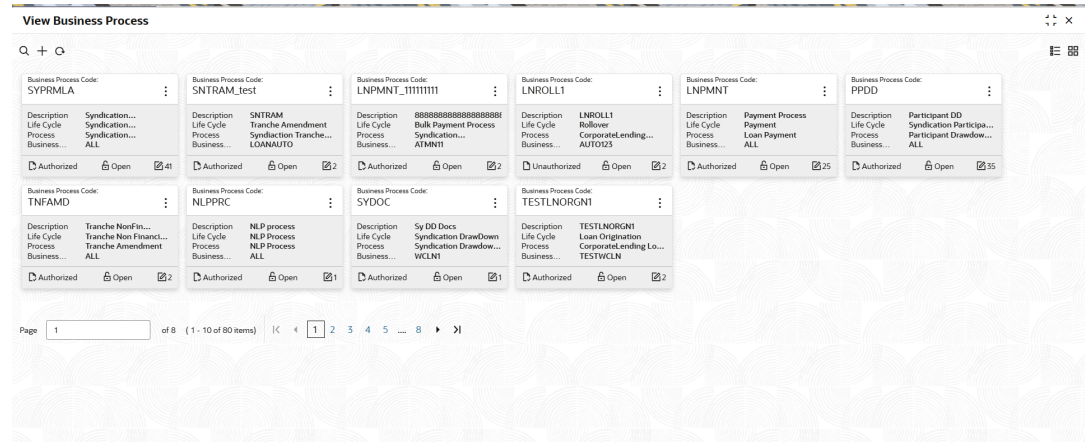 View Business Process
Business Process Code: Business Process Code: Business Process Code: Business Process Code: Business Process Code: Business Process Code:
SYPRMLA SNTRAM_test LNPMNT_111111111 LNROLL1 LNPMNT PPDD
Description Syndication... Description SNTRAM Description 88888888888888888888 Description LNROLL1 Description Payment Process Description Participant DD
Life Cycle Syndication... Life Cycle Tranche Amendment Life Cycle Bulk Payment Process Life Cycle Rollover Life Cycle Payment Life Cycle Syndication Participa...
Process Syndication... Process Syndiaction Tranche... Process Syndication... Process CorporateLending... Process Loan Payment Process Participant Drawdow...
Business... ALL Business... LOANAUTO Business... ATMN11 Business... AUTO123 Business... ALL Business... ALL
Authorized Open 41 Authorized Open 2 Authorized Open 2 Unauthorized Open 2 Authorized Open 25 Authorized Open 35
Business Process Code: Business Process Code: Business Process Code: Business Process Code:
TNFAMD NLPPRC SYDOC TESTLNORGN1
Description Tranche NonFin... Description NLP process Description Sy DD Docs Description TESTLNORGN1
Life Cycle Tranche Non Financi... Life Cycle NLP Process Life Cycle Syndication DrawDown Life Cycle Loan Origination
Process Tranche Amendment Process NLP Process Process Syndication Drawdow... Process CorporateLending Lo...
Business... ALL Business... ALL Business... WCLN1 Business... TESTWCLN
Authorized Open 2 Authorized Open 1 Authorized Open 1 Authorized Open 2
Page 1 of 8 (1 - 10 of 80 items) 1 2 3 4 5 .... 8